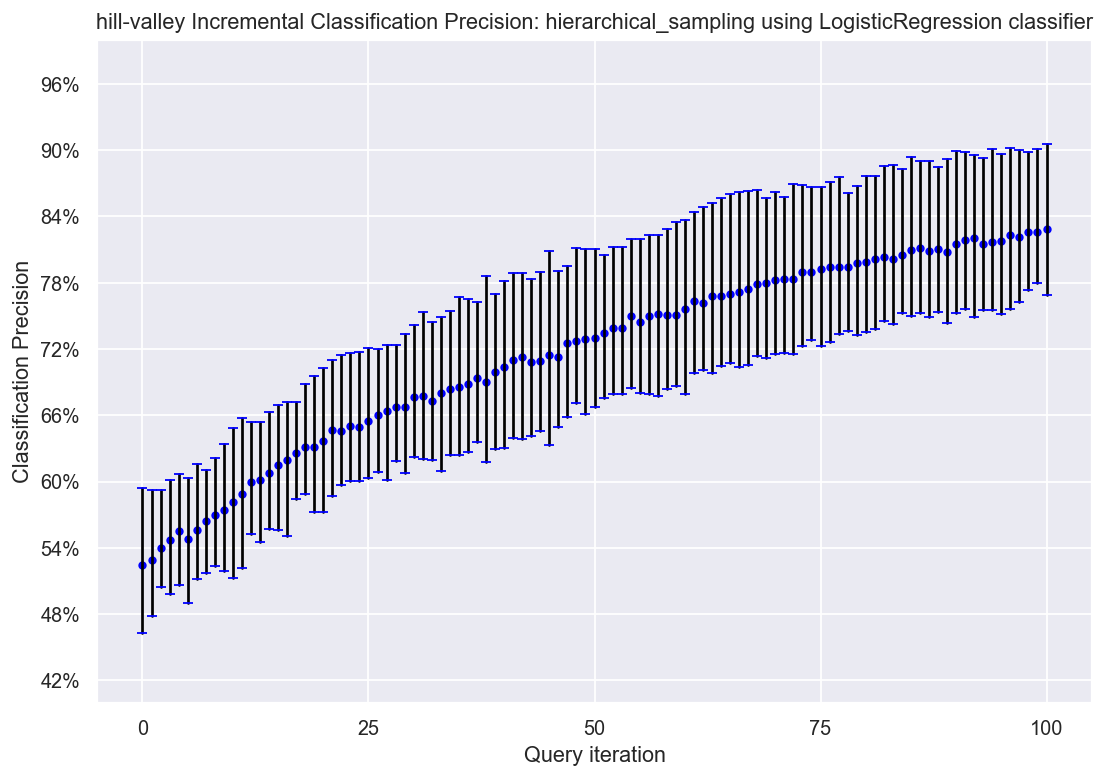 hill-valley Incremental Classification Precision: hierarchical_sampling using LogisticRegression classifier
96%
90%
84%
78%
72%
66%
60%
54%
48%
42%
Classification Precision
0 25 50 75 100
Query iteration